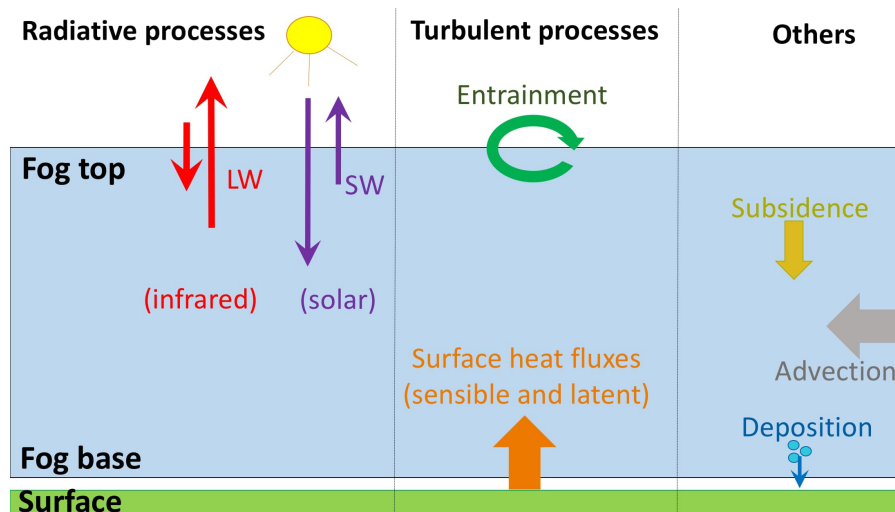 Radiative processes
Turbulent processes
Others
Entrainment
Fog top
LW
SW
Subsidence
(infrared)
(solar)
Surface heat fluxes
(sensible and latent)
Advection
Deposition
Fog base
Surface